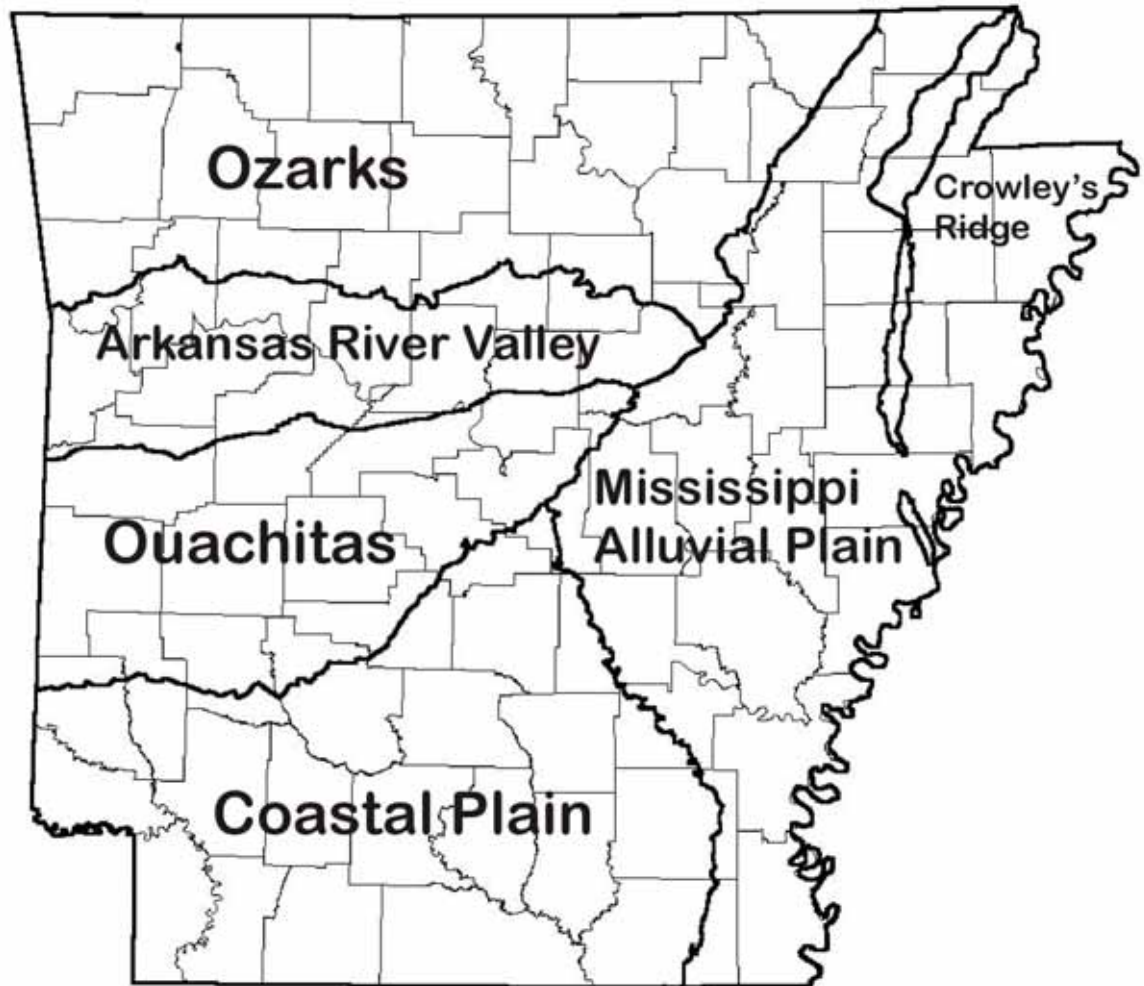 Ozarks
Crowley's
Ridge
Arkansas River Valley
Mississippi
Alluvial Plain
Ouachitas
Coastal Plain